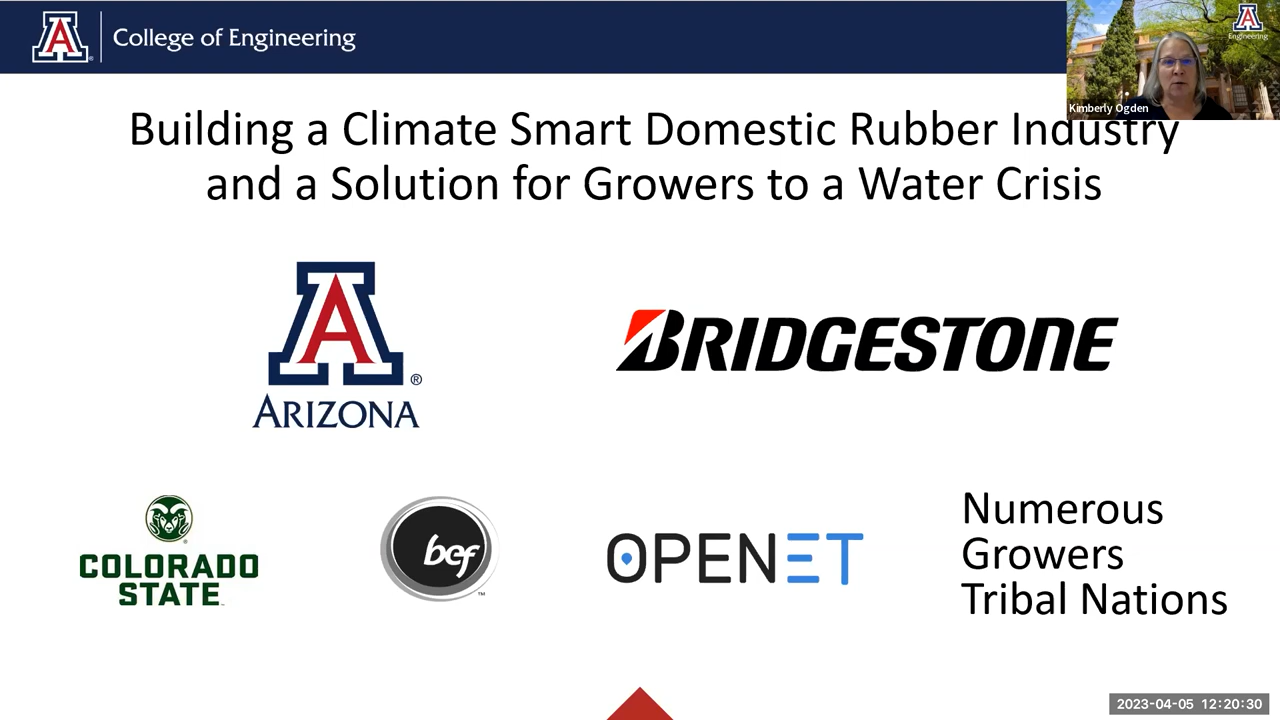 A College of Engineering
A
Engineering
Kimberly Ogden
Building a Climate Smart Domestic Rubber Industry
and a Solution for Growers to a Water Crisis
A ®
ARIZONA
BRIDGESTONE
COLORADO
STATE
bef ™
OPENET
Numerous
Growers
Tribal Nations
2023-04-05 12:20:30